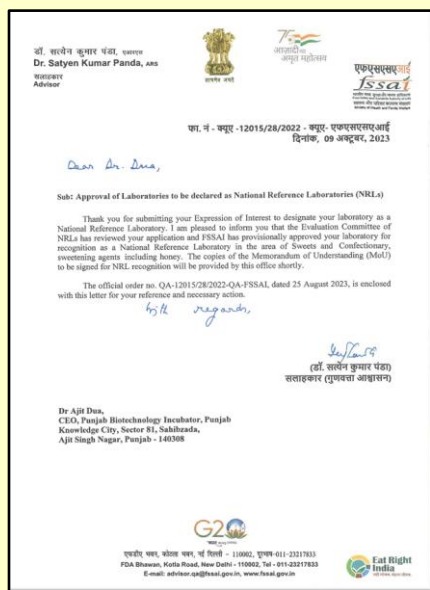 डॉ. सत्येन कुमार पंडा, एआरएस
Dr. Satyen Kumar Panda, ARS
सलाहकार
Advisor
सत्यमेव जयते
आज़ादी का
अमृत महोत्सव
एफएसएसएआई
fssai
फा. नं - क्यूए -12015/28/2022 - क्यूए- एफएसएसएआई
दिनांक, 09 अक्टूबर, 2023
Dear Dr. Dua,
Sub: Approval of Laboratories to be declared as National Reference Laboratories (NRLs)
Thank you for submitting your Expression of Interest to designate your laboratory as a
National Reference Laboratory. I am pleased to inform you that the Evaluation Committee of
NRLs has reviewed your application and FSSAI has provisionally approved your laboratory for
recognition as a National Reference Laboratory in the area of Sweets and Confectionary,
sweetening agents including honey. The copies of the Memorandum of Understanding (MoU)
to be signed for NRL recognition will be provided by this office shortly.
The official order no. QA-12015/28/2022-QA-FSSAI, dated 25 August 2023, is enclosed
with this letter for your reference and necessary action.
With regards,
(डॉ. सत्येन कुमार पंडा)
सलाहकार (गुणवत्ता आश्वासन)
Dr Ajit Dua,
CEO, Punjab Biotechnology Incubator, Punjab
Knowledge City, Sector 81, Sahibzada,
Ajit Singh Nagar, Punjab - 140308
G20
एफडीए भवन, कोटला रोड, नई दिल्ली - 110002, दूरभाष-011-23217833
FDA Bhawan, Kotla Road, New Delhi - 110002, Tel - 011-23217833
E-mail: advisor.qa@fssai.gov.in, www.fssai.gov.in
Eat Right
India